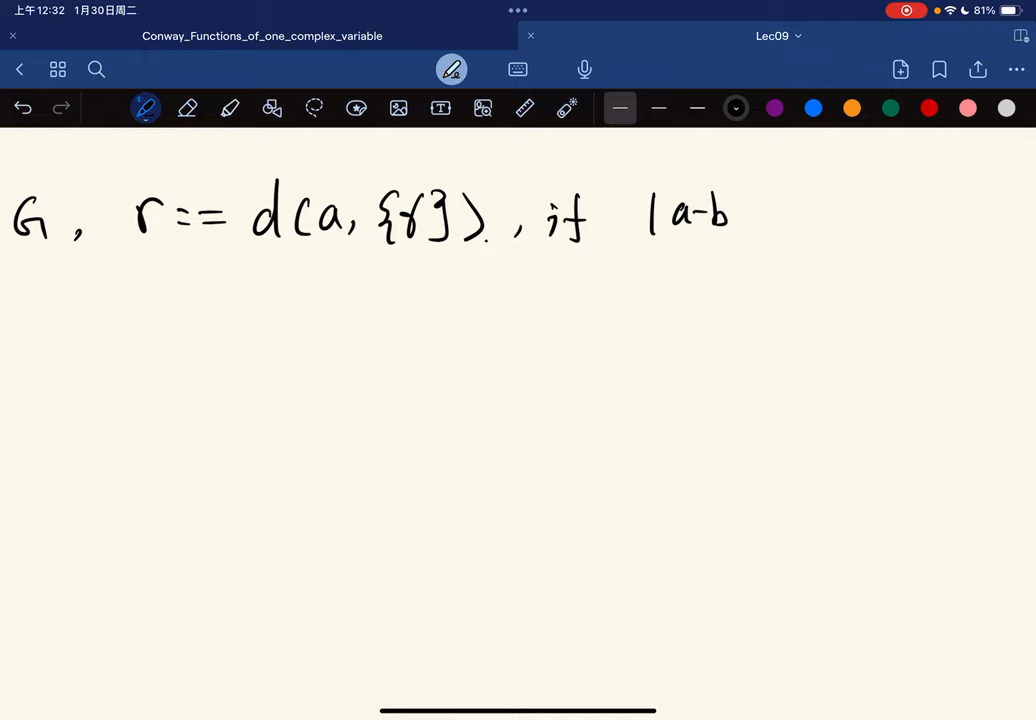 上午12:32 1月30日周二
81%
Conway_Functions_of_one_complex_variable
Lec09
G, r := d(a, {γ}), if |a-b